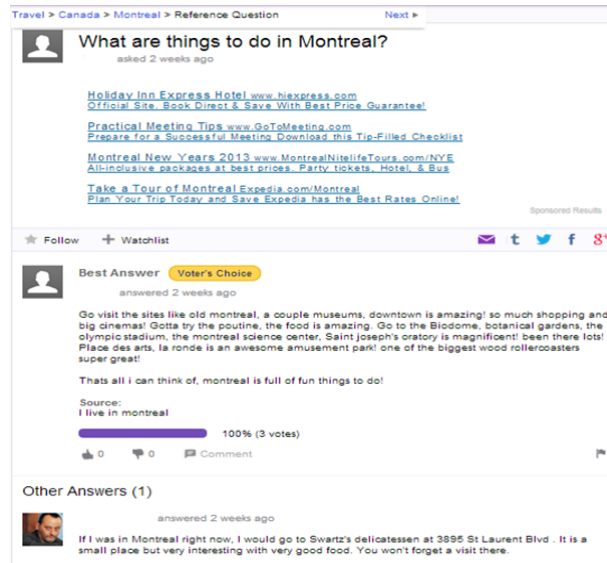 Travel > Canada > Montreal > Reference Question Next ▸
What are things to do in Montreal?
asked 2 weeks ago
Holiday Inn Express Hotel www.hiexpress.com
Official Site. Book Direct & Save With Best Price Guarantee!
Practical Meeting Tips www.GoToMeeting.com
Prepare for a Successful Meeting Download this Tip-Filled Checklist
Montreal New Years 2013 www.MontrealNitelifeTours.com/NYE
All-inclusive packages at best prices. Party tickets, Hotel, & Bus
Take a Tour of Montreal Expedia.com/Montreal
Plan Your Trip Today and Save Expedia has the Best Rates Online!
Sponsored Results
Follow + Watchlist t f 8+
Best Answer Voter's Choice
answered 2 weeks ago
Go visit the sites like old montreal, a couple museums, downtown is amazing! so much shopping and
big cinemas! Gotta try the poutine, the food is amazing. Go to the Biodome, botanical gardens, the
olympic stadium, the montreal science center, Saint joseph's oratory is magnificent! been there lots!
Place des arts, la ronde is an awesome amusement park! one of the biggest wood rollercoasters
super great!
Thats all i can think of, montreal is full of fun things to do!
Source:
I live in montreal
100% (3 votes)
0 0 Comment
Other Answers (1)
answered 2 weeks ago
If I was in Montreal right now, I would go to Swartz's delicatessen at 3895 St Laurent Blvd . It is a
small place but very interesting with very good food. You won't forget a visit there.